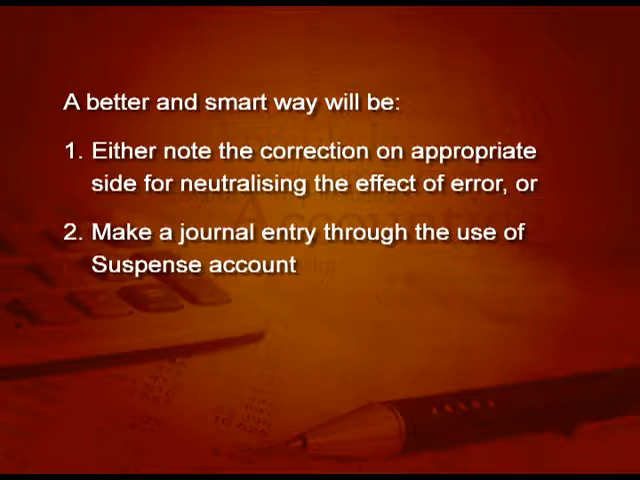 A better and smart way will be:
1. Either note the correction on appropriate
side for neutralising the effect of error, or
2. Make a journal entry through the use of
Suspense account